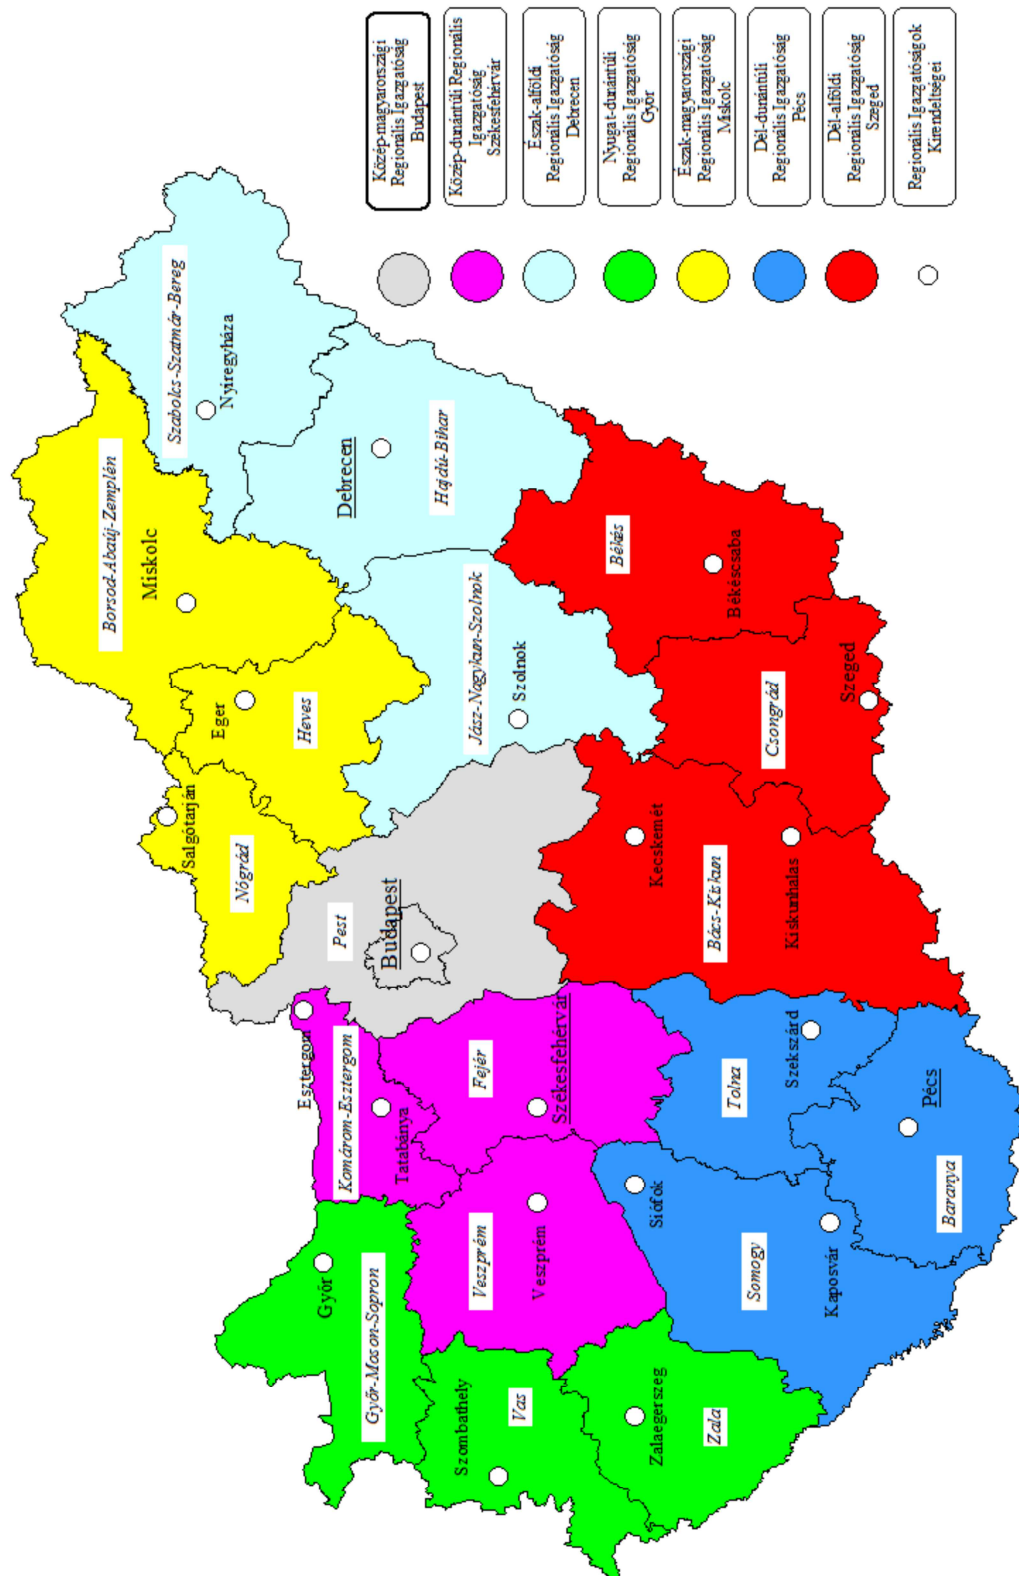 Közép-magyarországi
Regionális Igazgatóság
Budapest
Közép-dunántúli Regionális
Igazgatóság
Székesfehérvár
Észak-alföldi
Regionális Igazgatóság
Debrecen
Nyugat-dunántúli
Regionális Igazgatóság
Győr
Észak-magyarországi
Regionális Igazgatóság
Miskolc
Dél-dunántúli
Regionális Igazgatóság
Pécs
Dél-alföldi
Regionális Igazgatóság
Szeged
Regionális Igazgatóságok
Kirendeltségei
Borsod-Abaúj-Zemplén
Miskolc
Szabolcs-Szatmár-Bereg
Nyíregyháza
Salgótarján
Nógrád
Eger
Heves
Debrecen
Hajdú-Bihar
Jász-Nagykun-Szolnok
Szolnok
Pest
Budapest
Esztergom
Komárom-Esztergom
Tatabánya
Győr
Győr-Moson-Sopron
Fejér
Székesfehérvár
Veszprém
Veszprém
Szombathely
Vas
Zalaegerszeg
Zala
Siófok
Somogy
Kaposvár
Tolna
Szekszárd
Pécs
Baranya
Kecskemét
Bács-Kiskun
Kiskunhalas
Csongrád
Szeged
Békés
Békéscsaba